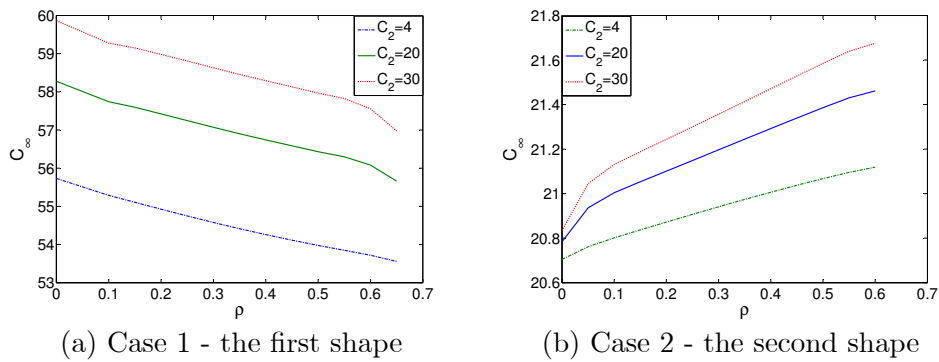 60
59
58
57
56
55
54
53
C∞
0
0.1
0.2
0.3
0.4
0.5
0.6
0.7
ρ
C₂=4
C₂=20
C₂=30
(a) Case 1 - the first shape
21.8
21.4
21.2
21.2
20.8
20.6
C∞
0
0.1
0.2
0.3
0.4
0.5
0.6
0.7
ρ
C₂=4
C₂=20
C₂=30
(b) Case 2 - the second shape